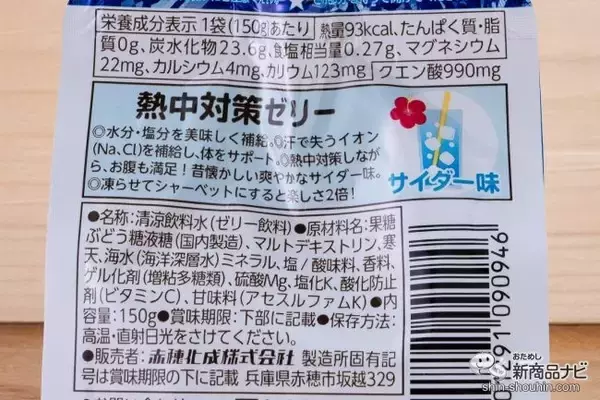 栄養成分表示 1袋(150g)あたり 熱量93kcal、たんぱく質・脂
質0g、炭水化物23.6g、食塩相当量0.27g、マグネシウム
22mg、カルシウム4mg、カリウム123mg クエン酸990mg
熱中対策ゼリー
◎水分・塩分を美味しく補給。◎汗で失うイオン
(Na、Cl)を補給し、体をサポート。◎熱中対策しなが
ら、お腹も満足!昔懐かしい爽やかなサイダー味。
◎凍らせてシャーベットにすると楽しさ2倍!
サイダー味
●名称:清涼飲料水(ゼリー飲料)●原材料名:果糖
ぶどう糖液糖(国内製造)、マルトデキストリン、寒
天、海水(海洋深層水)ミネラル、塩/酸味料、香料、
ゲル化剤(増粘多糖類)、硫酸Mg、塩化K、酸化防止
剤(ビタミンC)、甘味料(アセスルファムK)●内
容量:150g●賞味期限:下部に記載●保存方法:
高温・直射日光をさけてください。
●販売者:赤穂化成株式会社 製造所固有記
号は賞味期限の下に記載 兵庫県赤穂市坂越329
291 090946
おためし
新商品ナビ
shin-shouhin.com